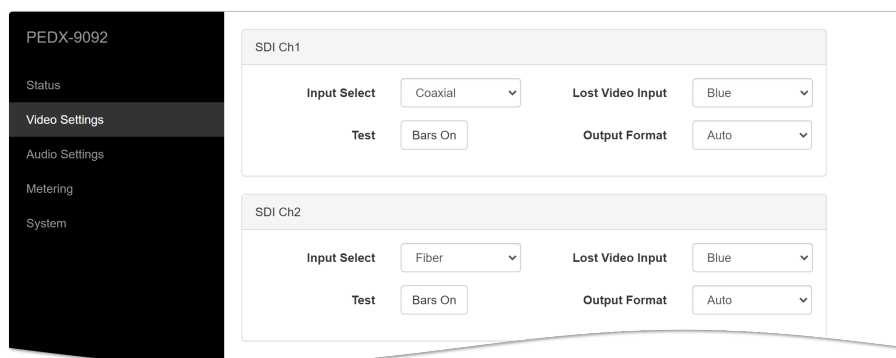 PEDX-9092
Status
Video Settings
Audio Settings
Metering
System
SDI Ch1
Input Select Coaxial Lost Video Input Blue
Test Bars On Output Format Auto
SDI Ch2
Input Select Fiber Lost Video Input Blue
Test Bars On Output Format Auto